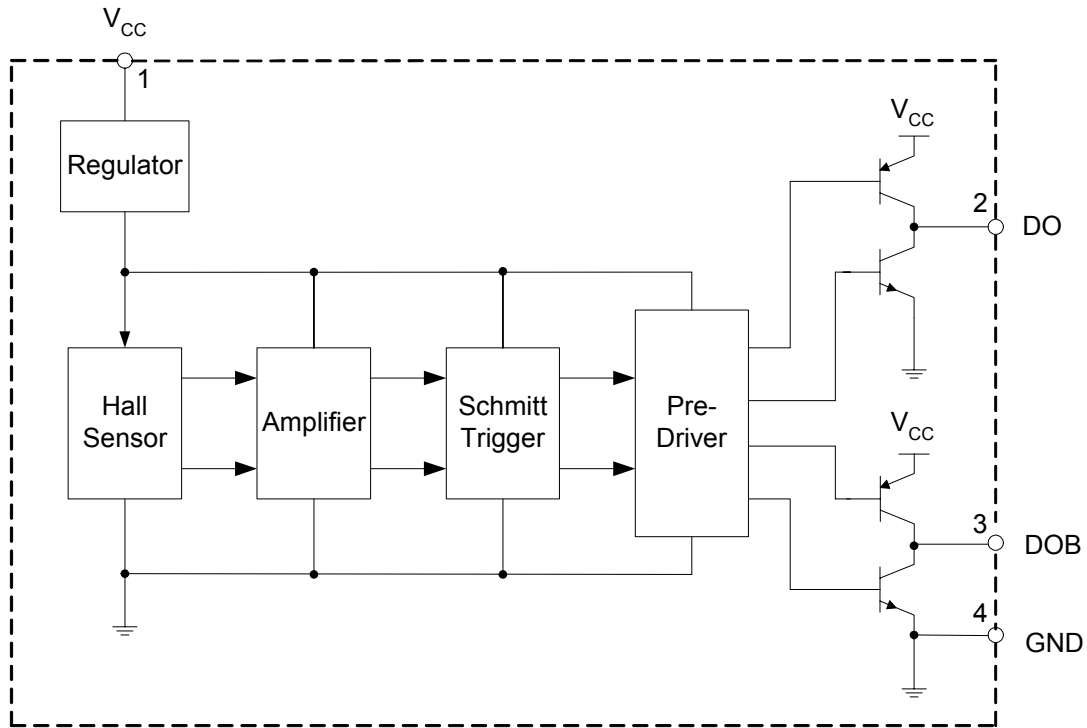 VCC
1
Regulator
VCC
2
DO
Hall
Sensor
Amplifier
Schmitt
Trigger
Pre-
Driver
VCC
3
DOB
4
GND